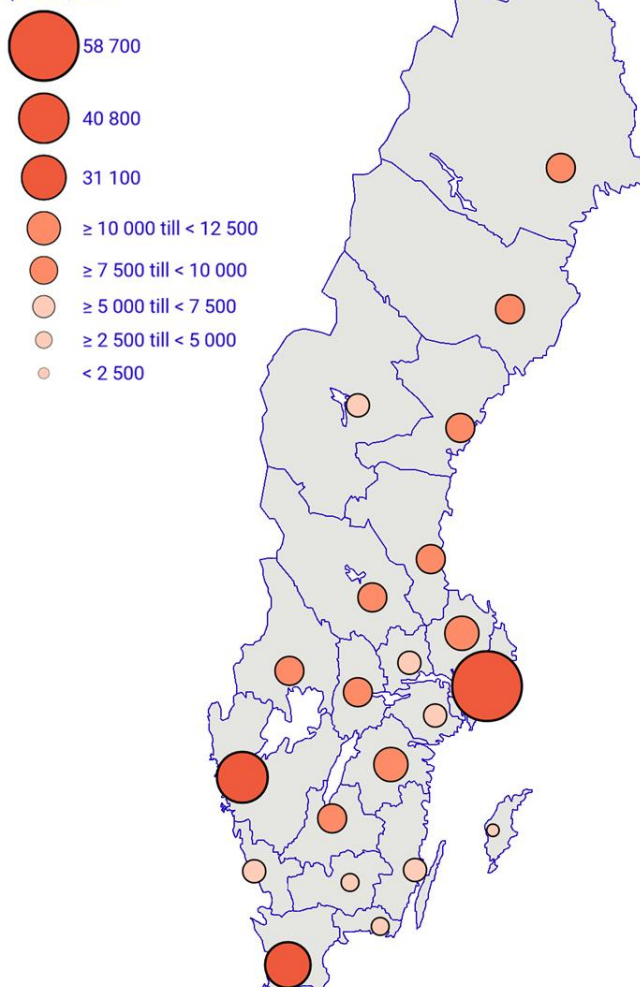 58 700
40 800
31 100
≥ 10 000 till < 12 500
≥ 7 500 till < 10 000
≥ 5 000 till < 7 500
≥ 2 500 till < 5 000
< 2 500